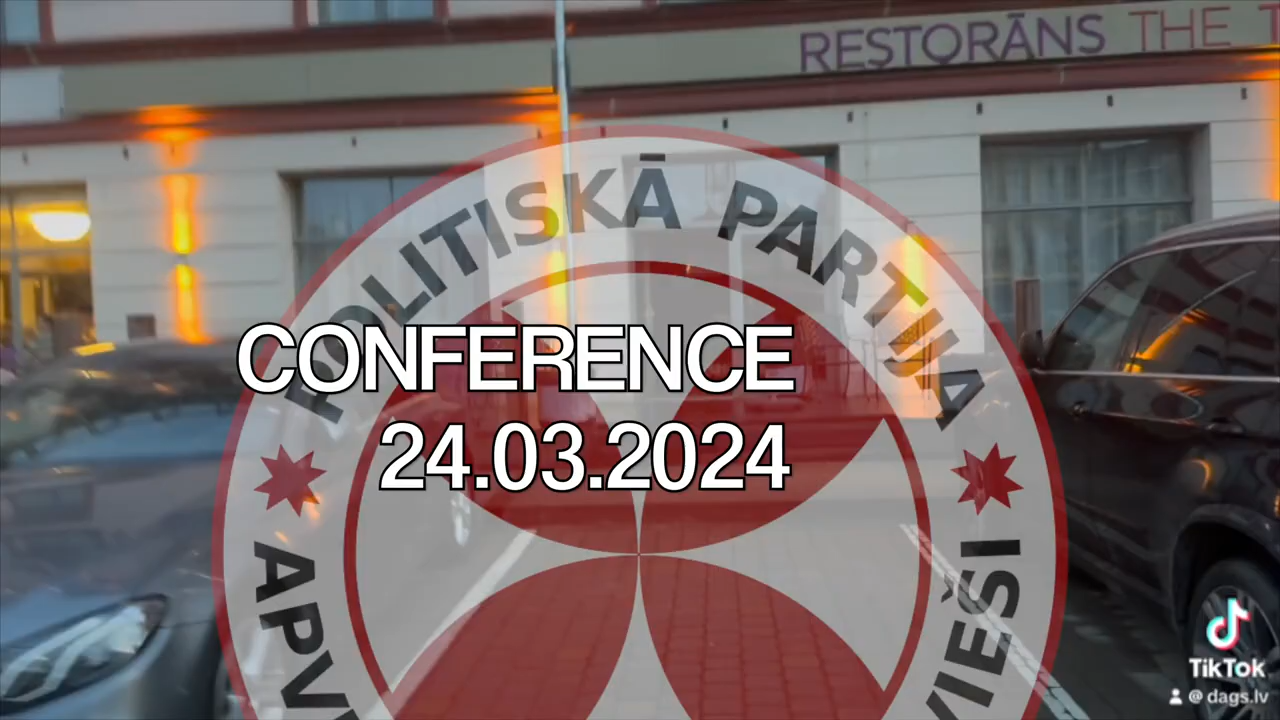 RESTORĀNS THE T
POLITISKĀ PARTIJA
CONFERENCE
24.03.2024
TikTok
@dags.lv